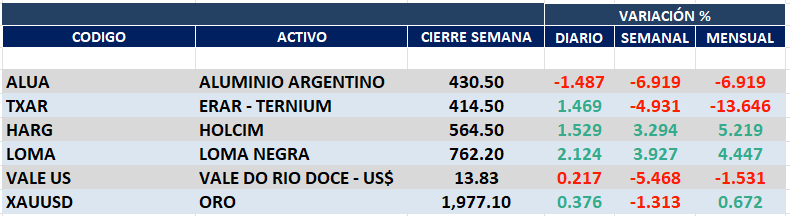 VARIACIÓN %
CODIGO ACTIVO CIERRE SEMANA DIARIO SEMANAL MENSUAL
ALUA ALUMINIO ARGENTINO 430.50 -1.487 -6.919 -6.919
TXAR ERAR - TERNIUM 414.50 1.469 -4.931 -13.646
HARG HOLCIM 564.50 1.529 3.294 5.219
LOMA LOMA NEGRA 762.20 2.124 3.927 4.447
VALE US VALE DO RIO DOCE - US$ 13.83 0.217 -5.468 -1.531
XAUUSD ORO 1,977.10 0.376 -1.313 0.672